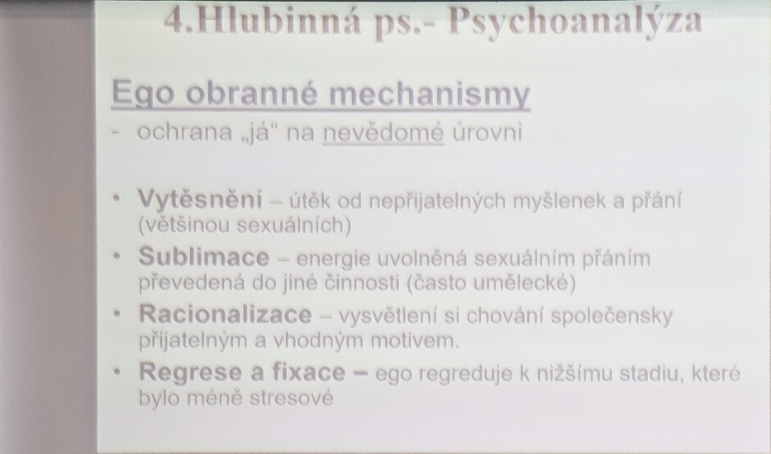 4.Hlubinná ps.- Psychoanalýza
Ego obranné mechanismy
- ochrana „já" na nevědomé úrovni
• Vytěsnění – útěk od nepřijatelných myšlenek a přání
(většinou sexuálních)
• Sublimace – energie uvolněná sexuálním přáním
převedená do jiné činnosti (často umělecké)
• Racionalizace – vysvětlení si chování společensky
přijatelným a vhodným motivem.
• Regrese a fixace – ego regreduje k nižšímu stadiu, které
bylo méně stresové